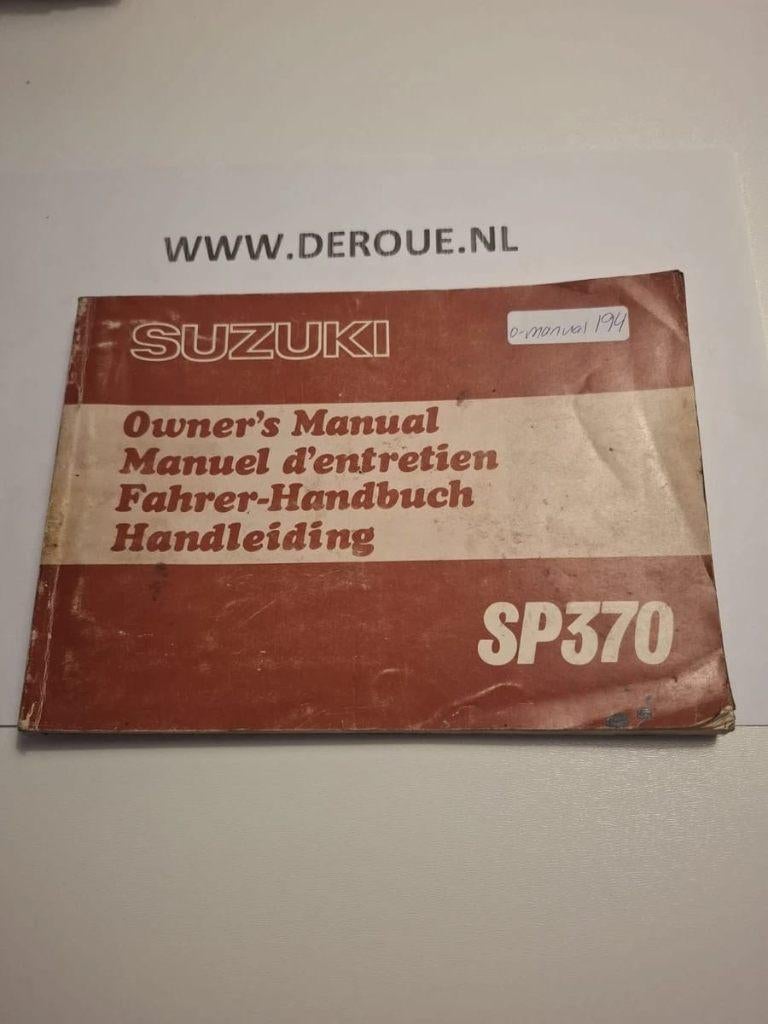 WWW.DEROUE.NL
SUZUKI
o-manual 194
Owner's Manual
Manuel d'entretien
Fahrer-Handbuch
Handleiding
SP370